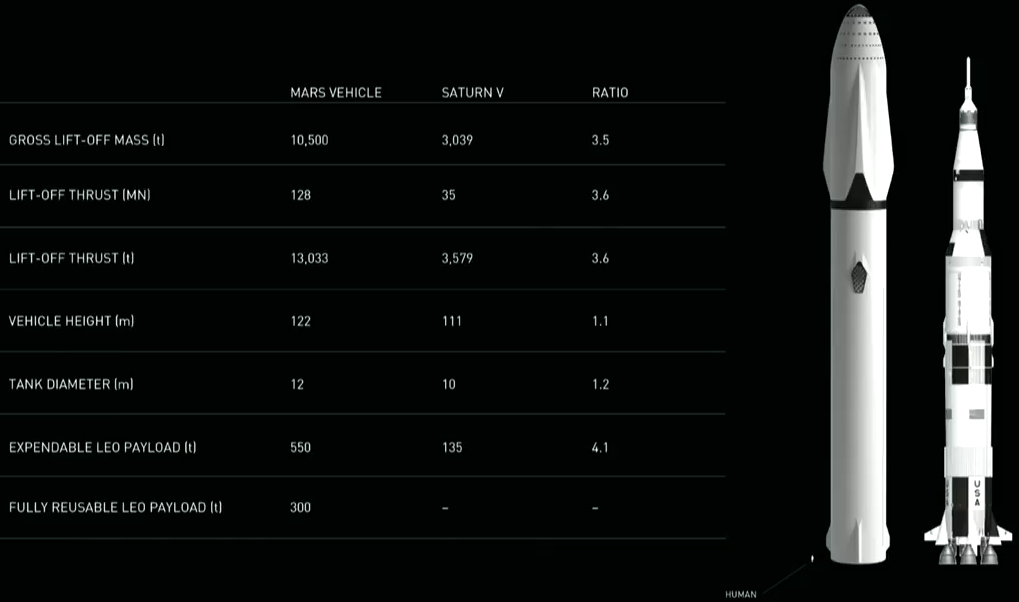 MARS VEHICLE SATURN V RATIO
GROSS LIFT-OFF MASS (t) 10,500 3,039 3.5
LIFT-OFF THRUST (MN) 128 35 3.6
LIFT-OFF THRUST (t) 13,033 3,579 3.6
VEHICLE HEIGHT (m) 122 111 1.1
TANK DIAMETER (m) 12 10 1.2
EXPENDABLE LEO PAYLOAD (t) 550 135 4.1
FULLY REUSABLE LEO PAYLOAD (t) 300 – –
USA
HUMAN